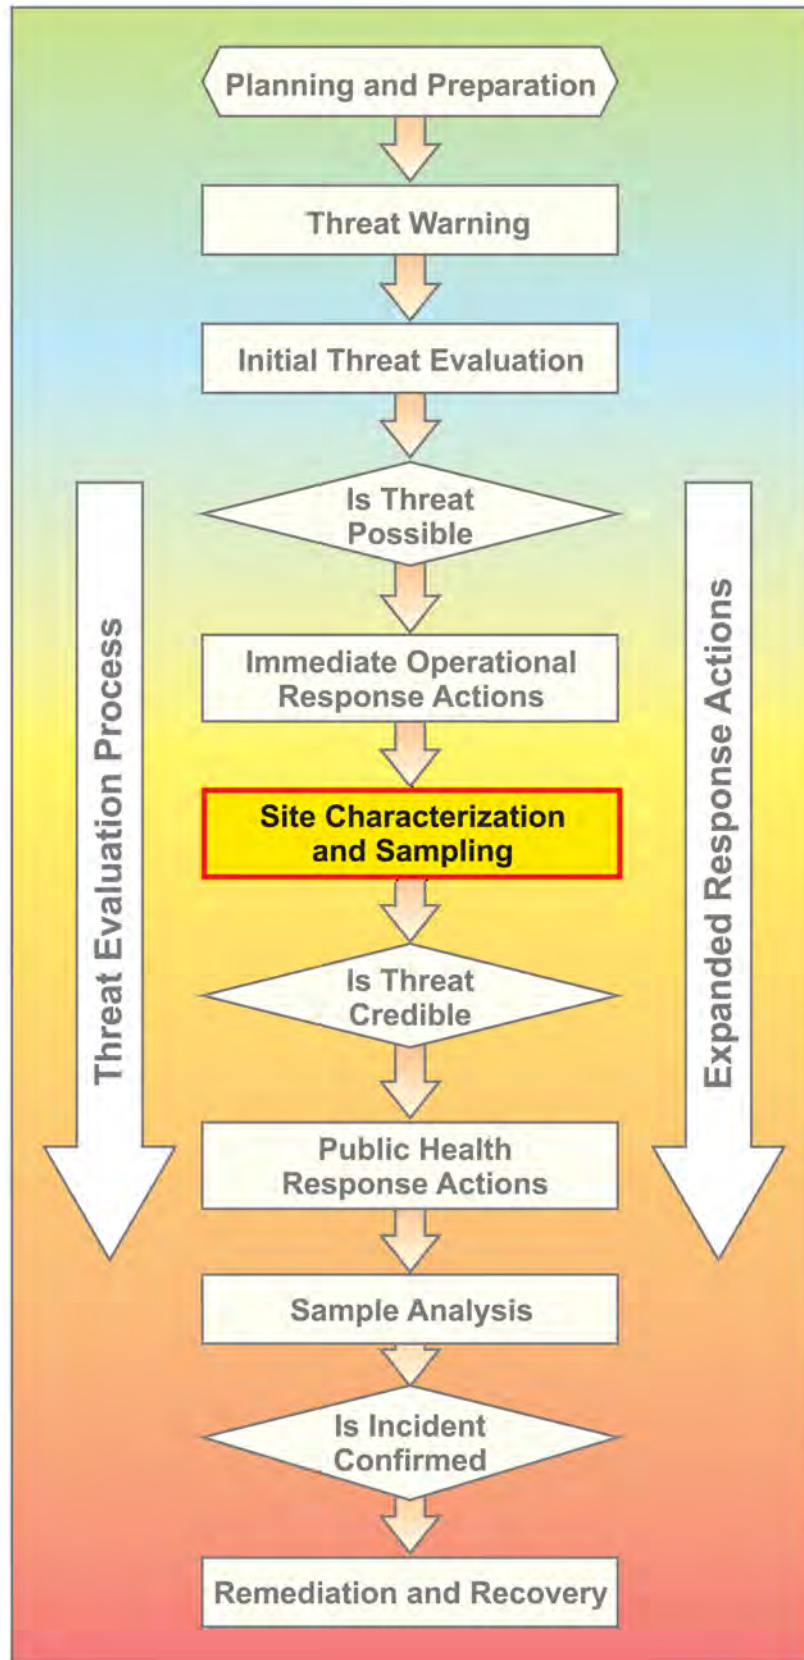 Planning and Preparation
Threat Warning
Initial Threat Evaluation
Is Threat
Possible
Immediate Operational
Response Actions
Site Characterization
and Sampling
Is Threat
Credible
Public Health
Response Actions
Sample Analysis
Is Incident
Confirmed
Remediation and Recovery
Threat Evaluation Process
Expanded Response Actions